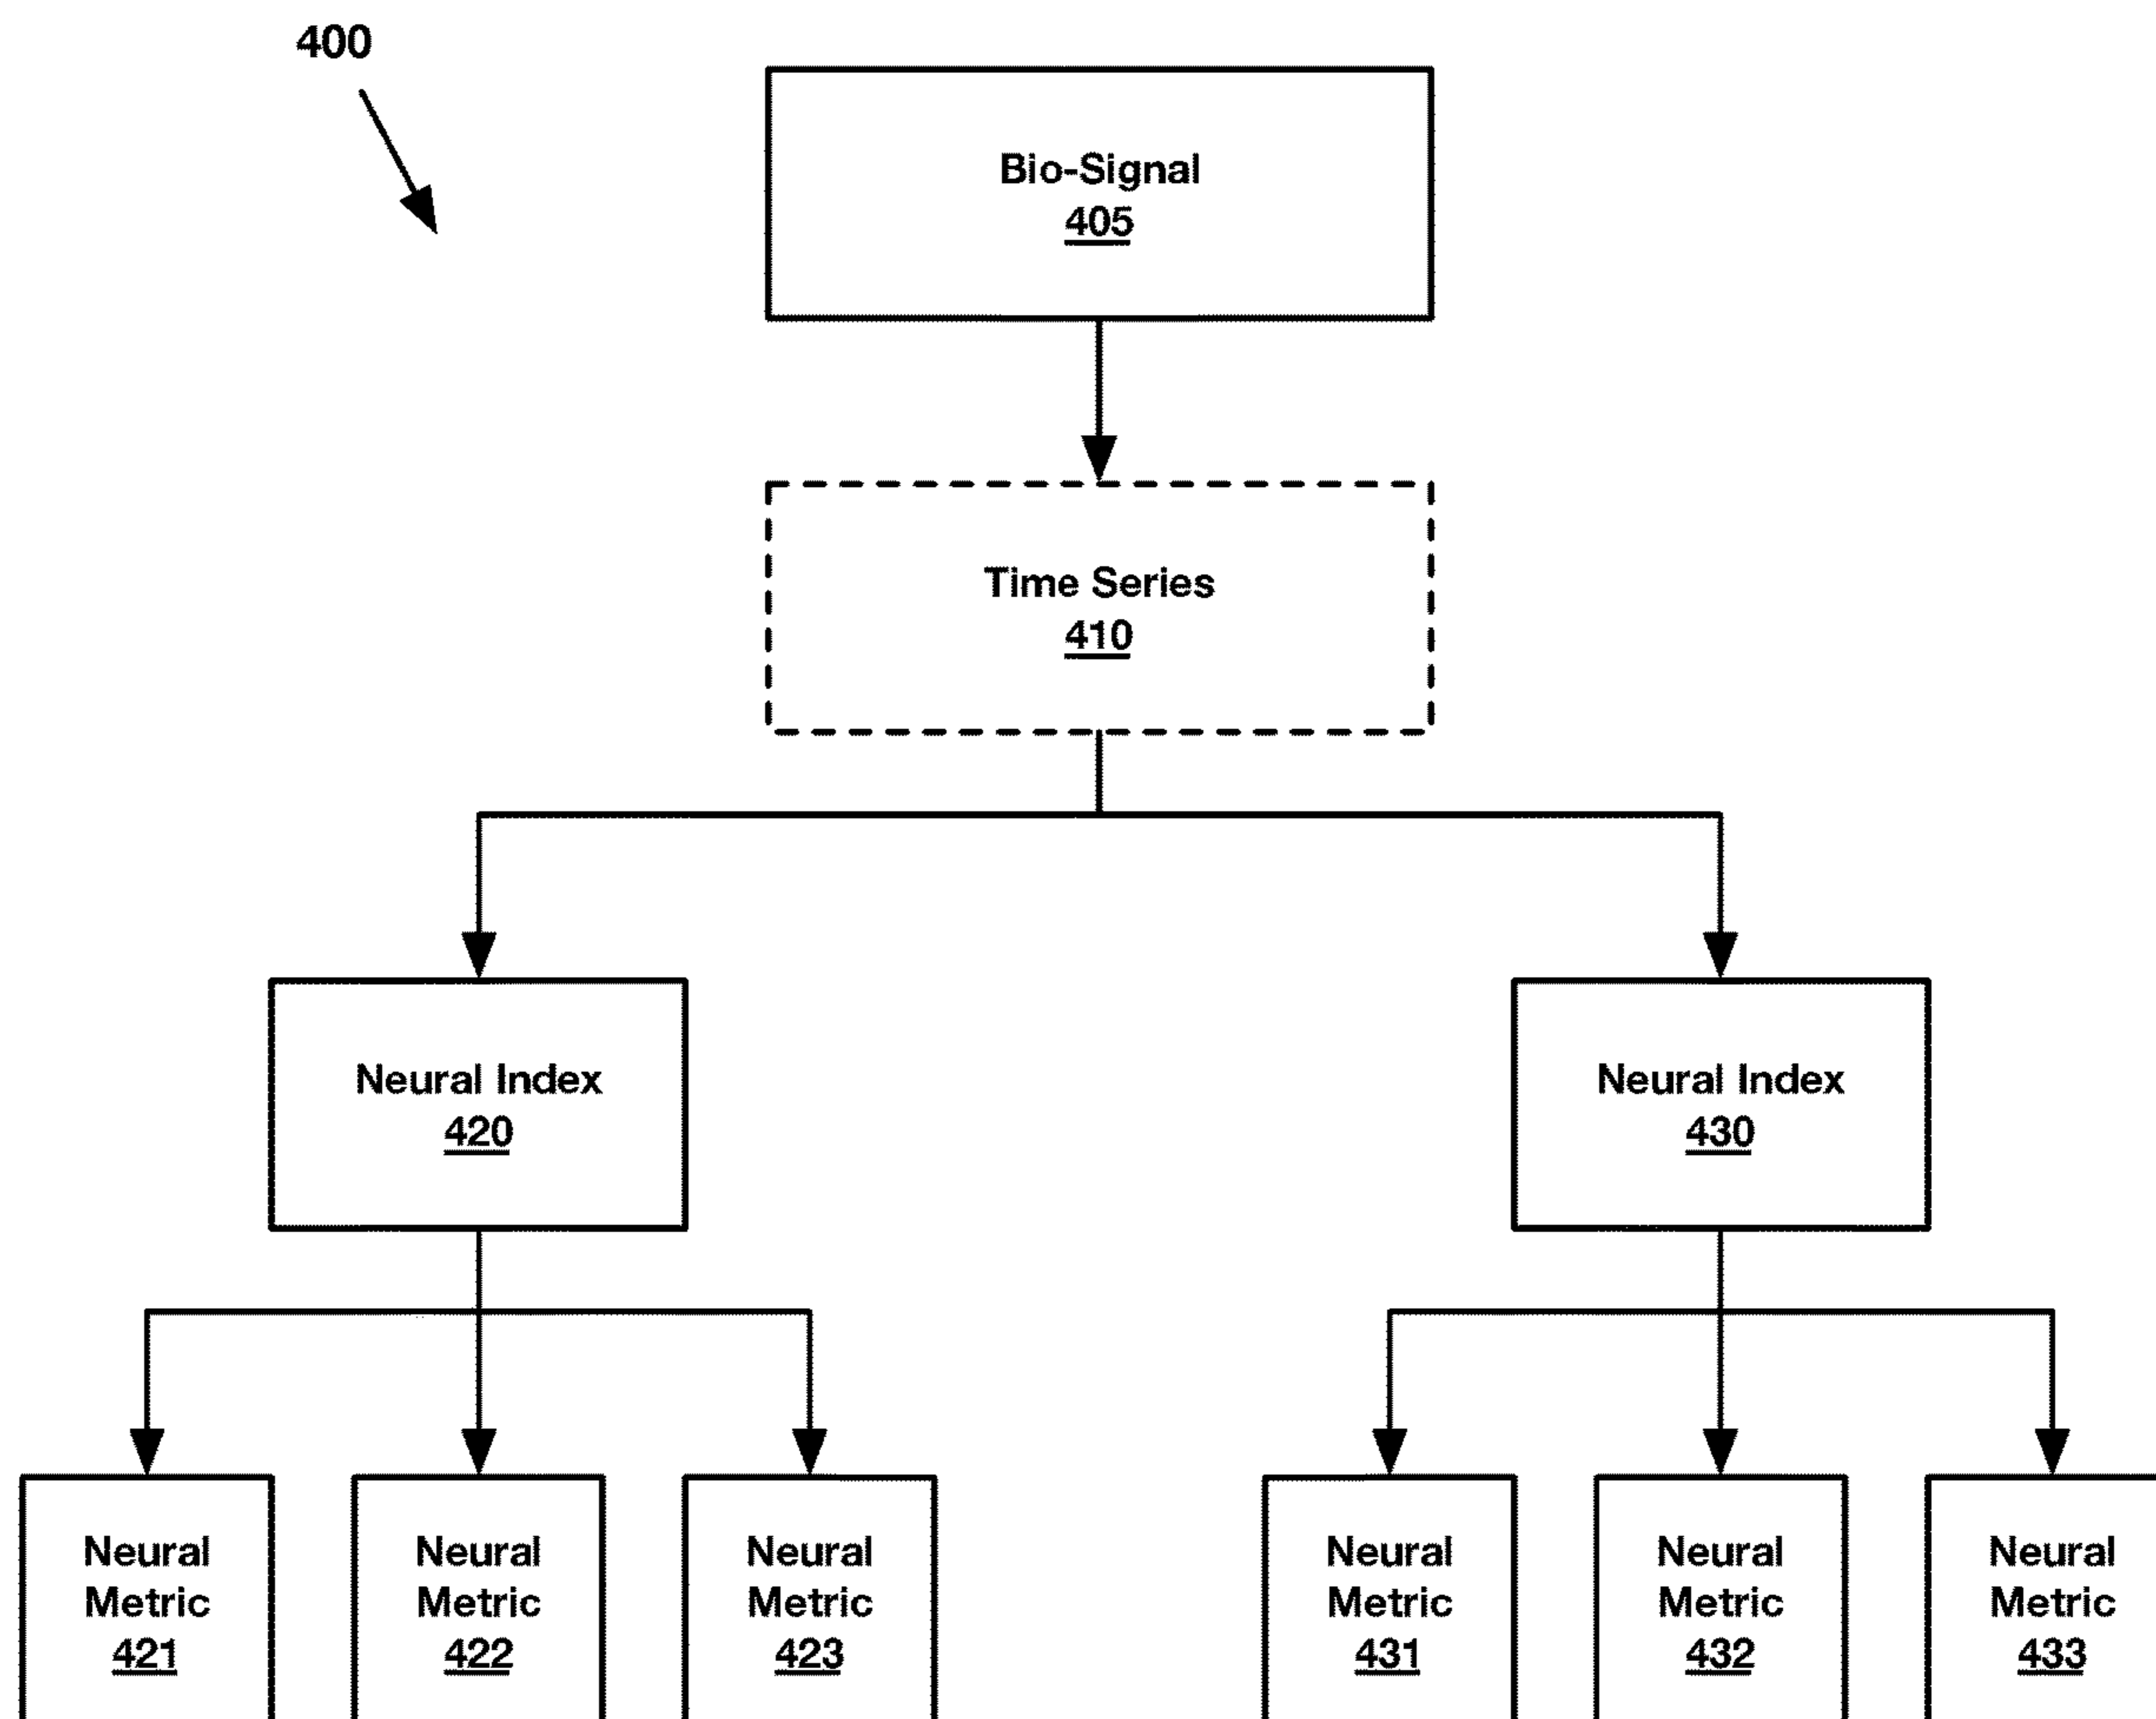 400
Bio-Signal
405
Time Series
410
Neural Index
420
Neural Index
430
Neural
Metric
421
Neural
Metric
422
Neural
Metric
423
Neural
Metric
431
Neural
Metric
432
Neural
Metric
433